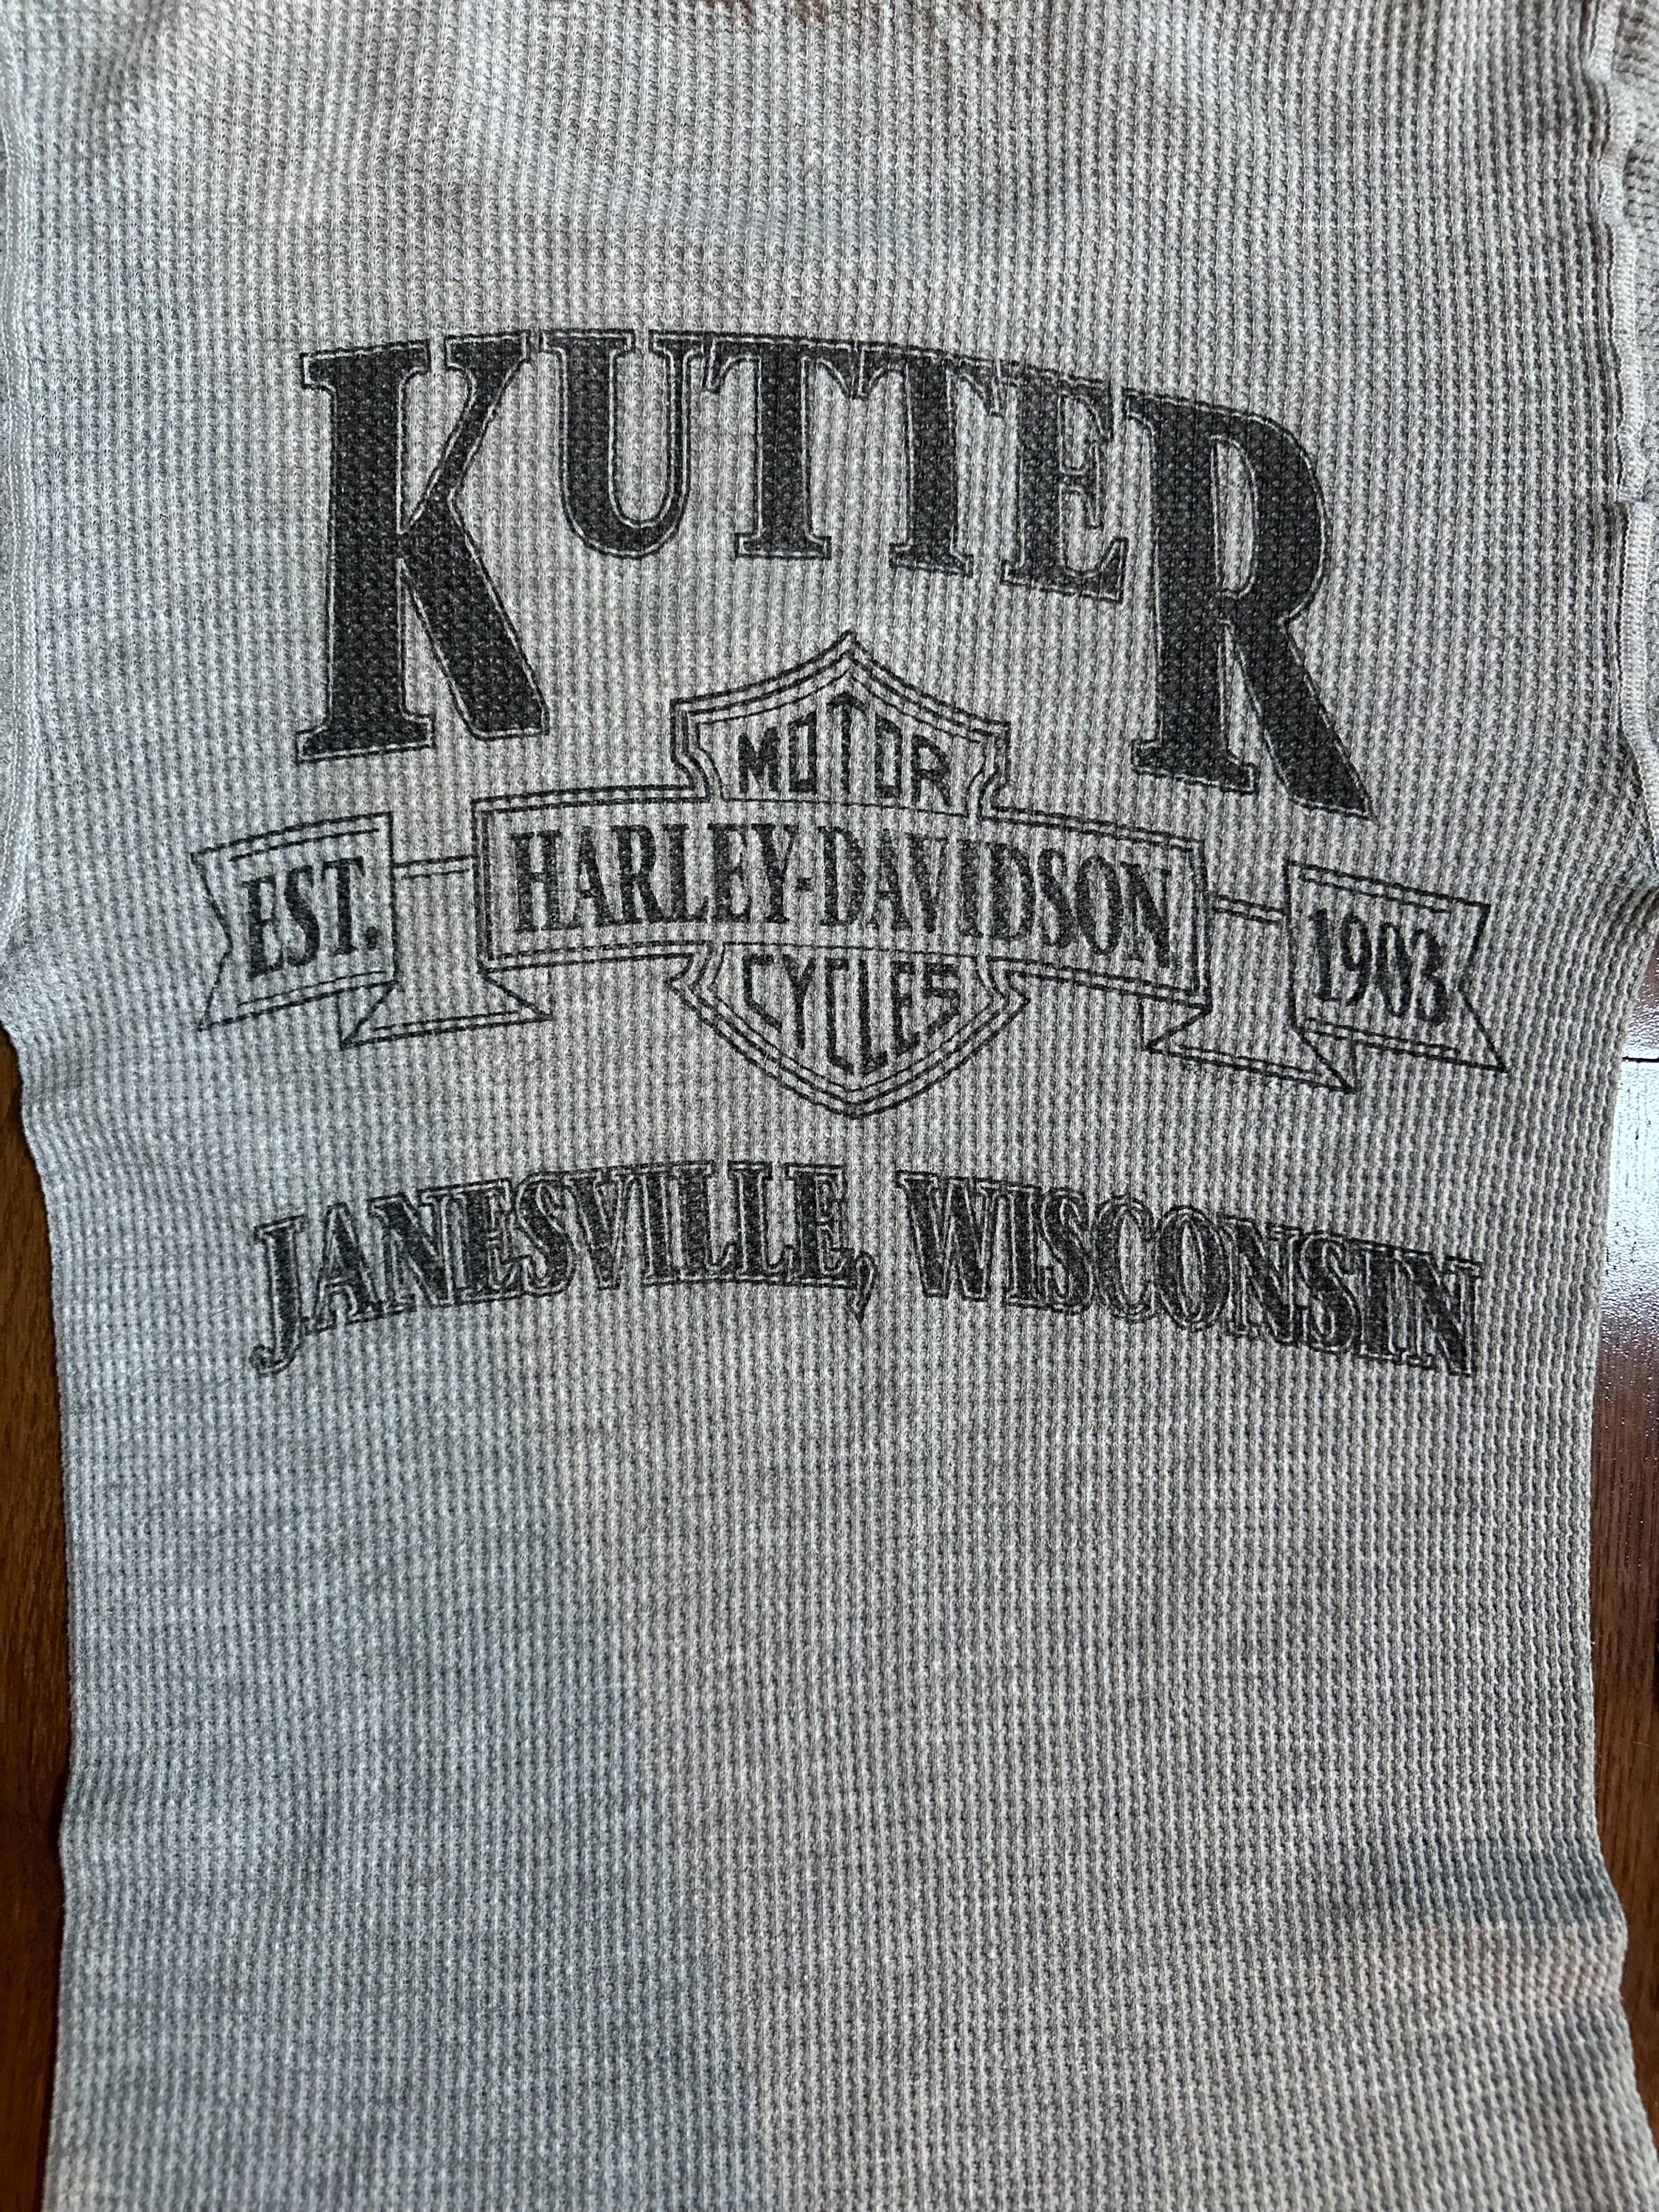 KUTTER
MOTOR
EST. HARLEY-DAVIDSON 1903
CYCLES
JANESVILLE, WISCONSIN